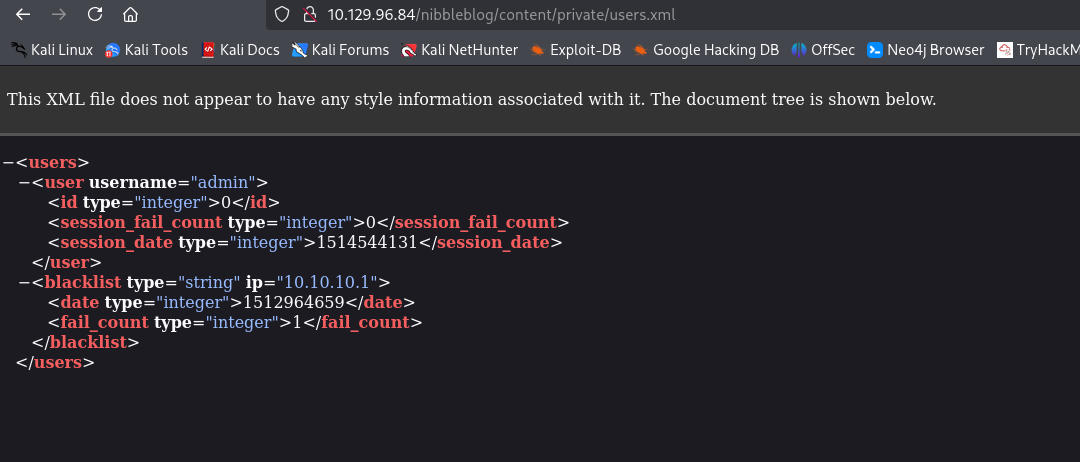 10.129.96.84/nibbleblog/content/private/users.xml
Kali Linux Kali Tools Kali Docs Kali Forums Kali NetHunter Exploit-DB Google Hacking DB OffSec Neo4j Browser TryHackM
This XML file does not appear to have any style information associated with it. The document tree is shown below.
−<users>
−<user username="admin">
<id type="integer">0</id>
<session_fail_count type="integer">0</session_fail_count>
<session_date type="integer">1514544131</session_date>
</user>
−<blacklist type="string" ip="10.10.10.1">
<date type="integer">1512964659</date>
<fail_count type="integer">1</fail_count>
</blacklist>
</users>